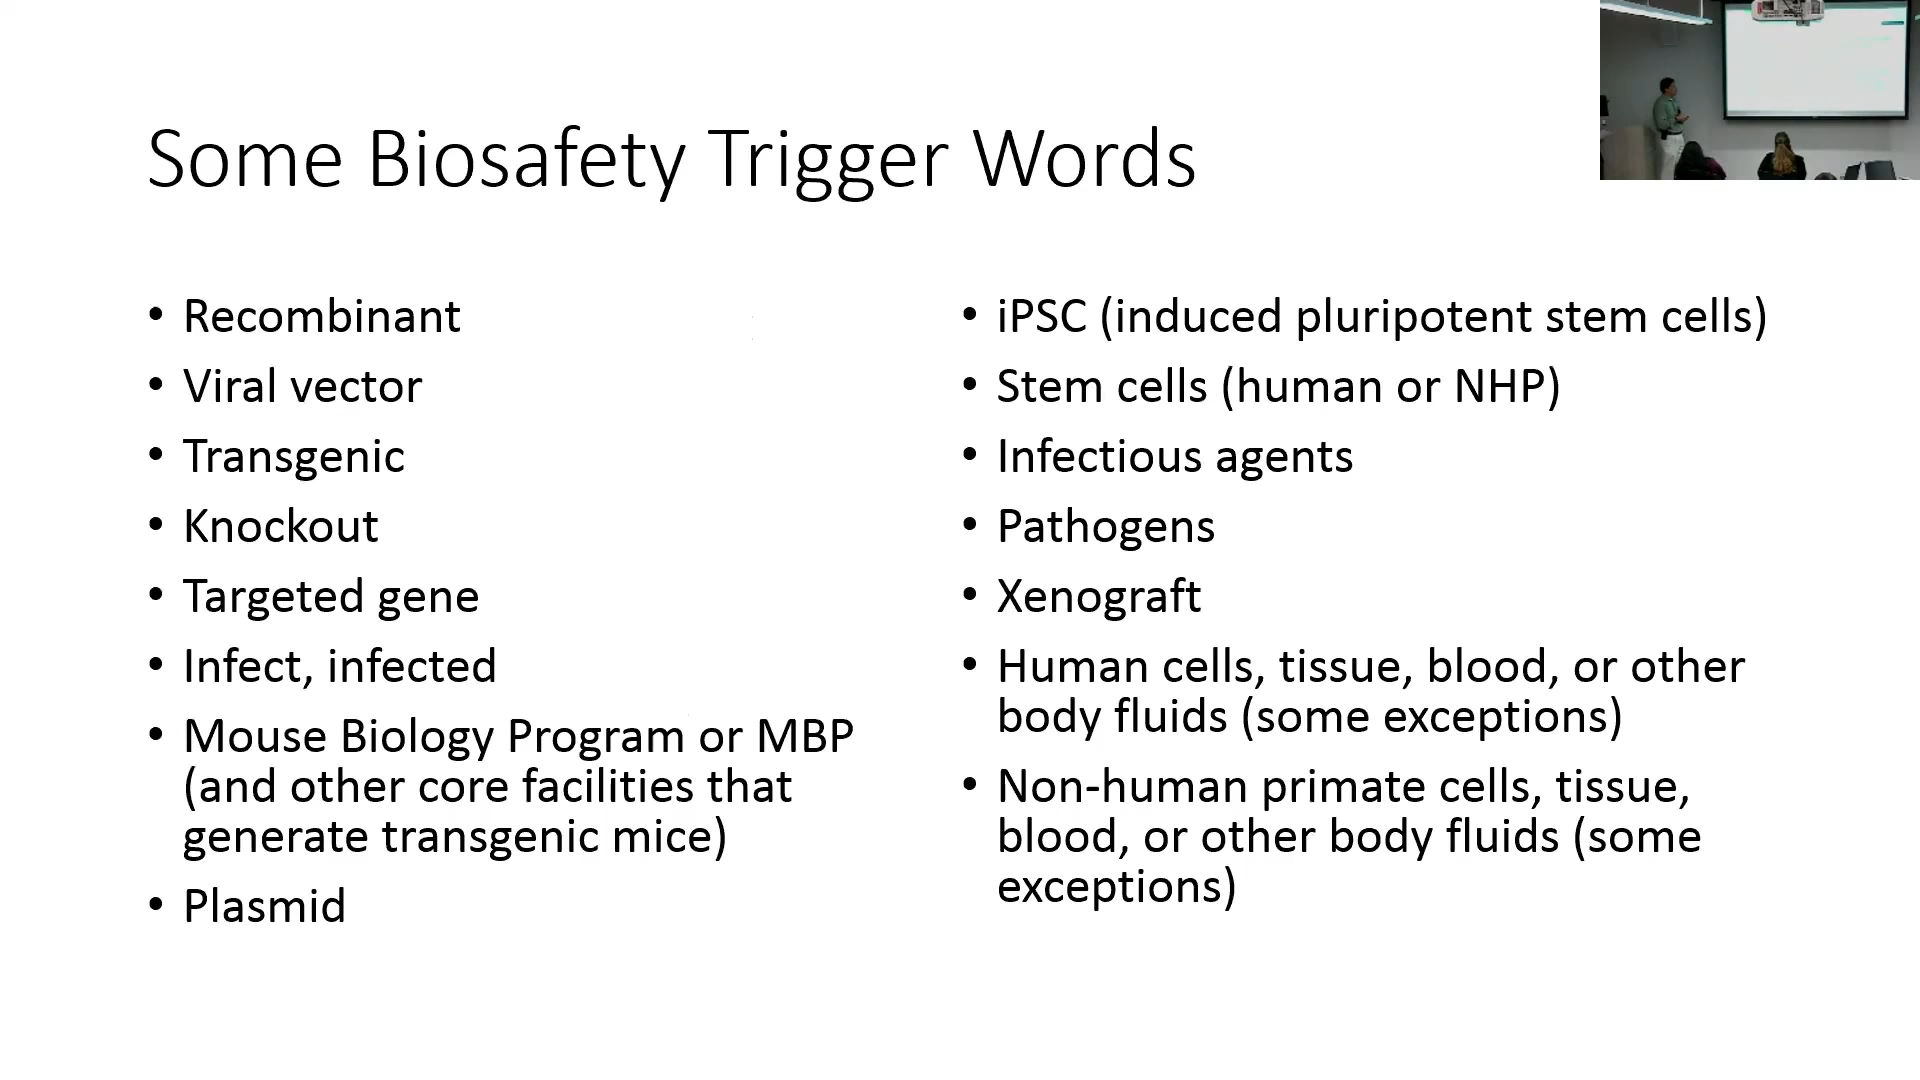 Some Biosafety Trigger Words
• Recombinant
• Viral vector
• Transgenic
• Knockout
• Targeted gene
• Infect, infected
• Mouse Biology Program or MBP
(and other core facilities that
generate transgenic mice)
• Plasmid
• iPSC (induced pluripotent stem cells)
• Stem cells (human or NHP)
• Infectious agents
• Pathogens
• Xenograft
• Human cells, tissue, blood, or other
body fluids (some exceptions)
• Non-human primate cells, tissue,
blood, or other body fluids (some
exceptions)